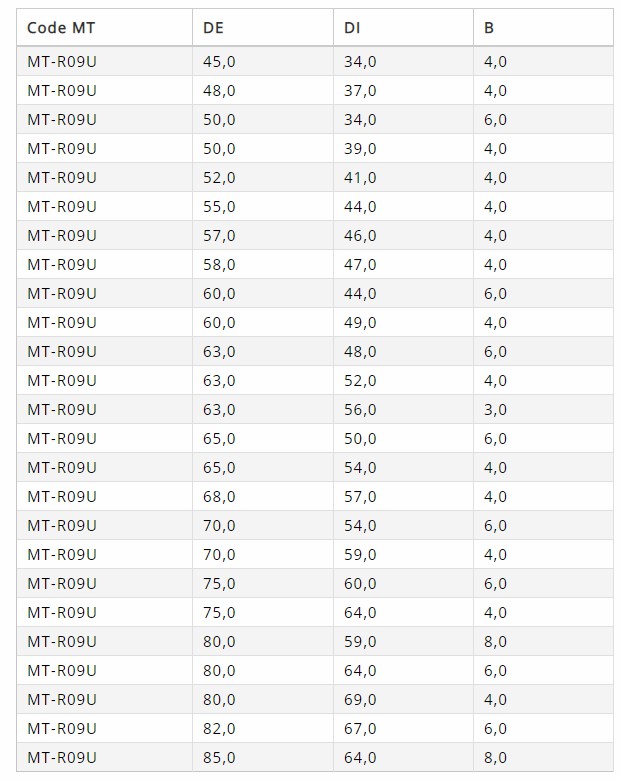 Code MT DE DI B
MT-R09U 45,0 34,0 4,0
MT-R09U 48,0 37,0 4,0
MT-R09U 50,0 34,0 6,0
MT-R09U 50,0 39,0 4,0
MT-R09U 52,0 41,0 4,0
MT-R09U 55,0 44,0 4,0
MT-R09U 57,0 46,0 4,0
MT-R09U 58,0 47,0 4,0
MT-R09U 60,0 44,0 6,0
MT-R09U 60,0 49,0 4,0
MT-R09U 63,0 48,0 6,0
MT-R09U 63,0 52,0 4,0
MT-R09U 63,0 56,0 3,0
MT-R09U 65,0 50,0 6,0
MT-R09U 65,0 54,0 4,0
MT-R09U 68,0 57,0 4,0
MT-R09U 70,0 54,0 6,0
MT-R09U 70,0 59,0 4,0
MT-R09U 75,0 60,0 6,0
MT-R09U 75,0 64,0 4,0
MT-R09U 80,0 59,0 8,0
MT-R09U 80,0 64,0 6,0
MT-R09U 80,0 69,0 4,0
MT-R09U 82,0 67,0 6,0
MT-R09U 85,0 64,0 8,0